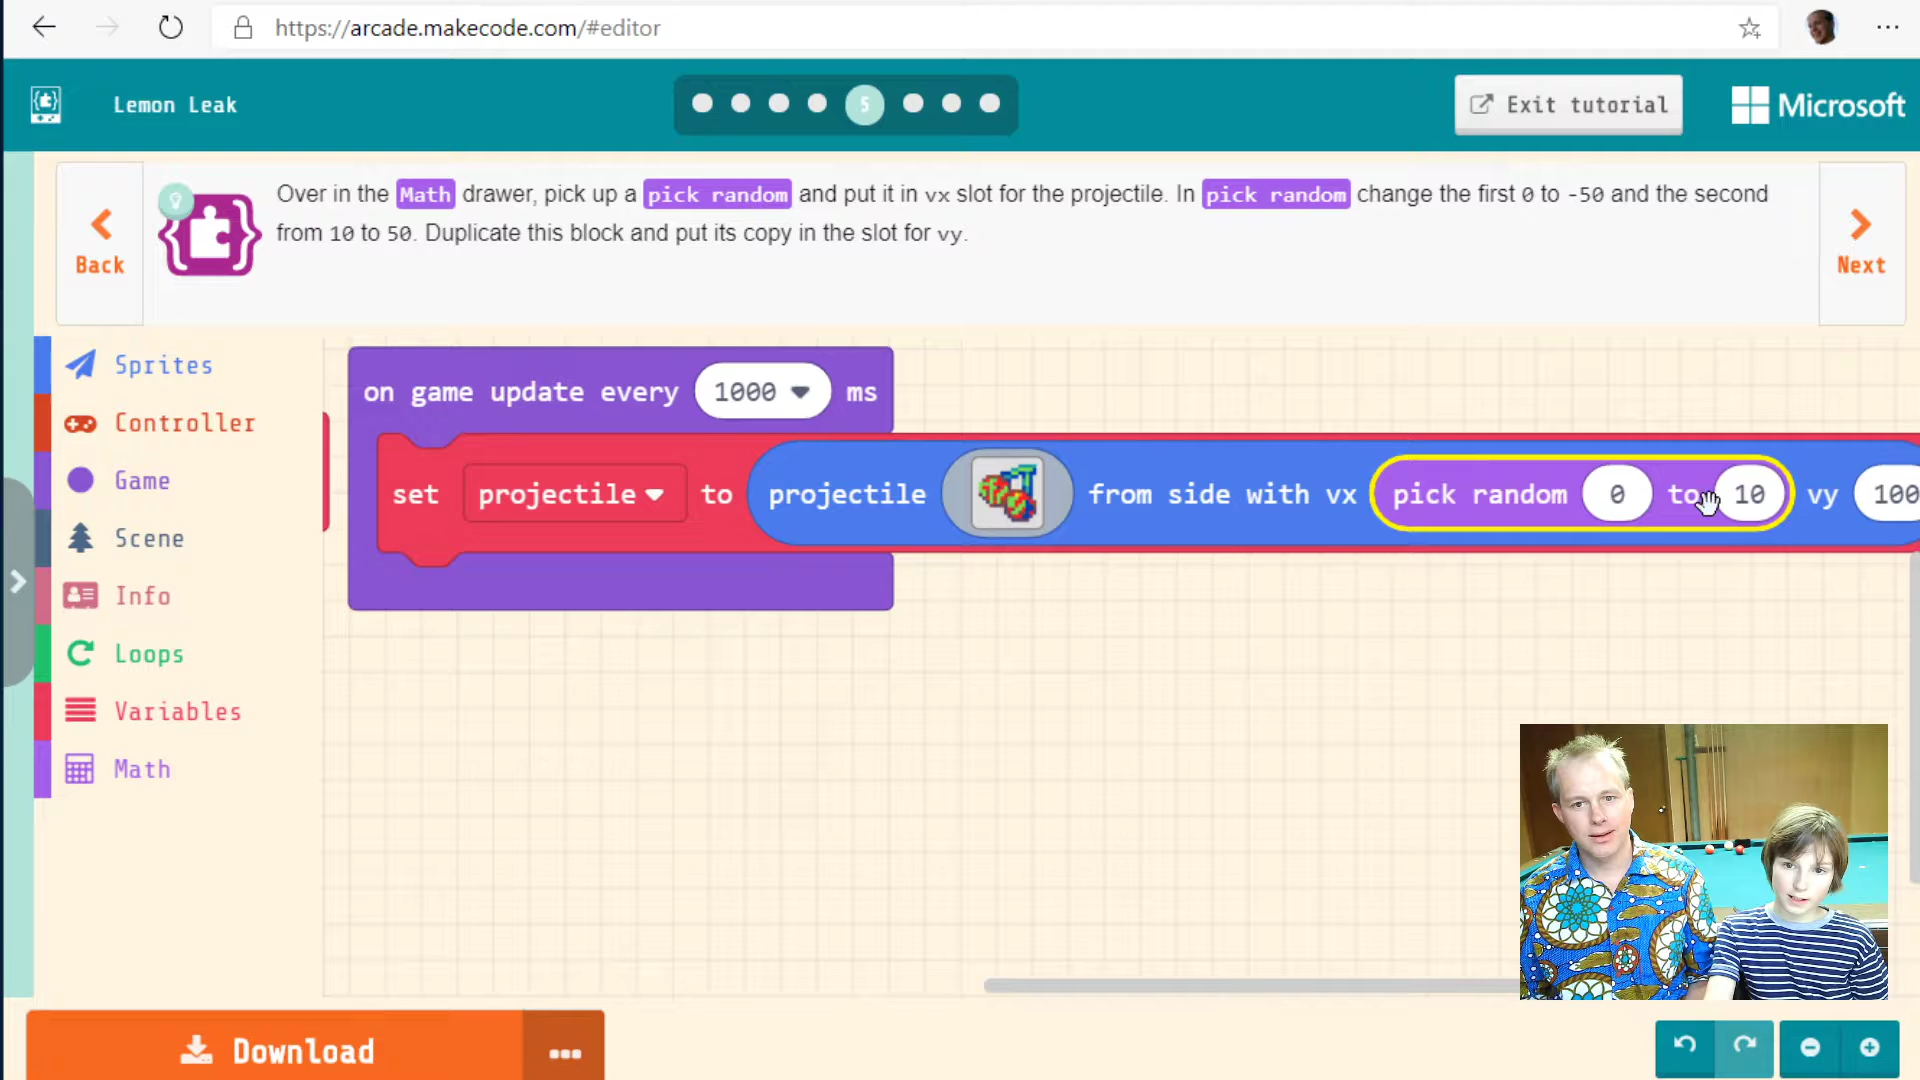 https://arcade.makecode.com/#editor
Lemon Leak
5
Exit tutorial
Microsoft
Over in the Math drawer, pick up a pick random and put it in vx slot for the projectile. In pick random change the first 0 to -50 and the second
from 10 to 50. Duplicate this block and put its copy in the slot for vy.
Back
Next
Sprites
Controller
Game
Scene
Info
Loops
Variables
Math
on game update every 1000 ms
set projectile to projectile from side with vx pick random 0 to 10 vy 100
Download